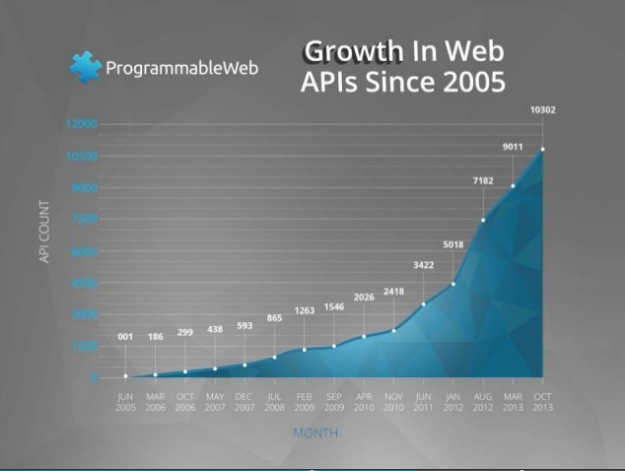 ProgrammableWeb
Growth In Web
APIs Since 2005
API COUNT
12000
10500
9000
7500
6000
4500
3000
1500
0
001 186 299 438 593 865 1263 1546 2026 2418 3422 5018 7182 9011 10302
JUN MAR OCT MAY DEC JUL FEB SEP APR NOV JUN JAN AUG MAR OCT
2005 2006 2006 2007 2007 2008 2009 2009 2010 2010 2011 2012 2012 2013 2013
MONTH